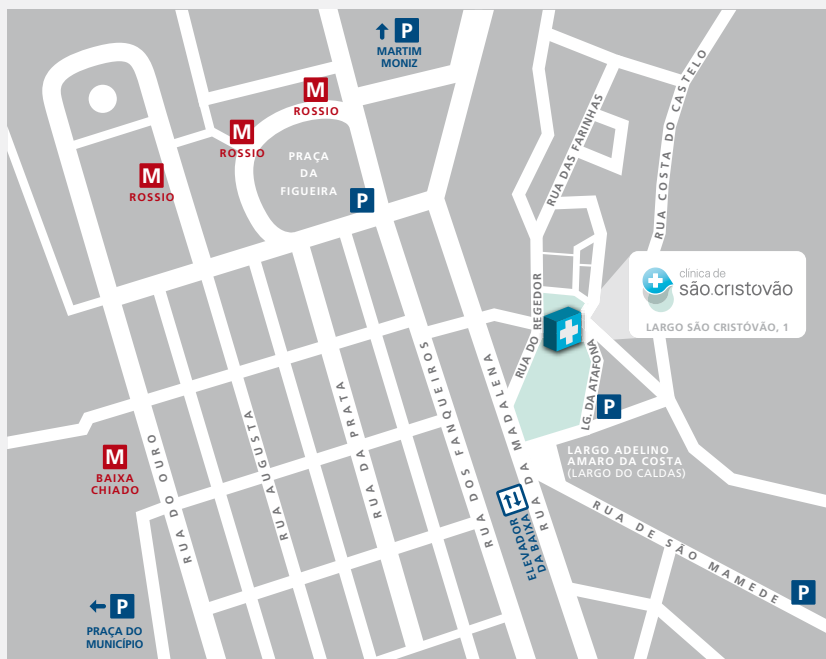 P
MARTIM
MONIZ
M
ROSSIO
M
ROSSIO
M
ROSSIO
PRAÇA
DA
FIGUEIRA
P
RUA DAS FARINHAS
RUA COSTA DO CASTELO
clínica de
são.cristovão
LARGO SÃO CRISTÓVÃO, 1
RUA DO REGEDOR
LG. DA ATAFONA
P
LARGO ADELINO
AMARO DA COSTA
(LARGO DO CALDAS)
M
BAIXA
CHIADO
RUA DO OURO
RUA AUGUSTA
RUA DA PRATA
RUA DOS FANQUEIROS
RUA DA MADALENA
ELEVADOR
DA BAIXA
RUA DE SÃO MAMEDE
P
P
PRAÇA DO
MUNICÍPIO